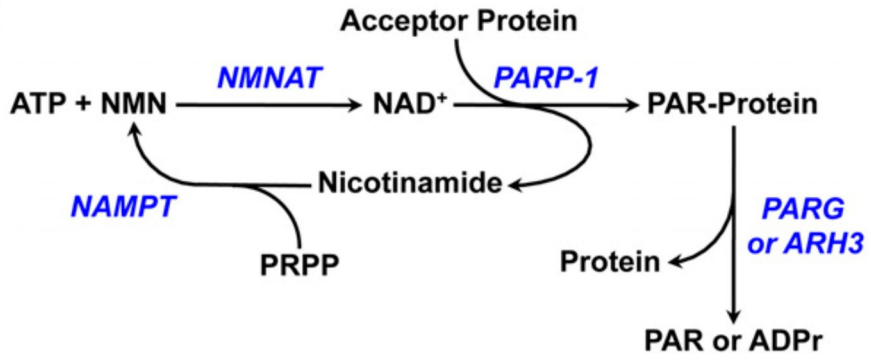 Acceptor Protein
NMNAT
PARP-1
ATP + NMN
NAD⁺
PAR-Protein
Nicotinamide
NAMPT
PARG
or ARH3
PRPP
Protein
PAR or ADPr